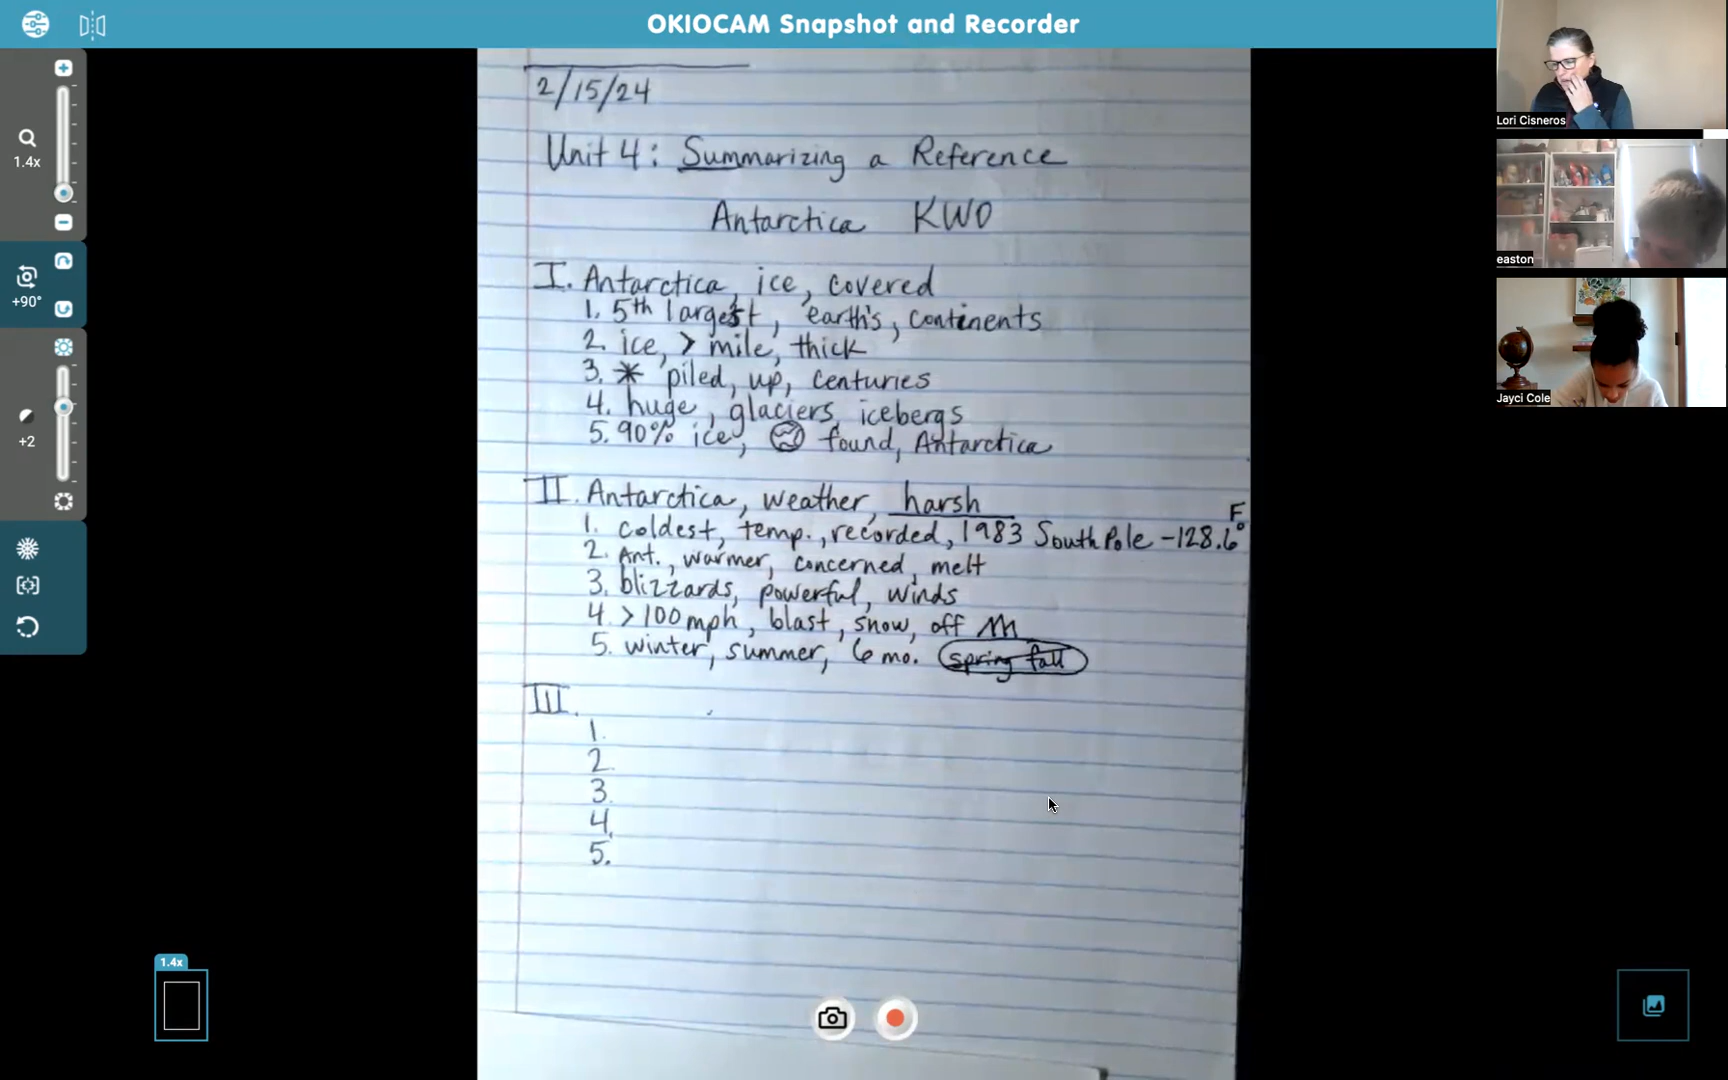 OKIOCAM Snapshot and Recorder
1.4x
+90°
+2
2/15/24
Unit 4: Summarizing a Reference
Antarctica KWO
I. Antarctica, ice, covered
1. 5th largest, earth's, continents
2. ice, > mile, thick
3. * piled, up, centuries
4. huge, glaciers, icebergs
5. 90% ice, found, Antarctica
II. Antarctica, weather, harsh
1. coldest, temp., recorded, 1983 South Pole -128.6° F
2. Ant., warmer, concerned, melt
3. blizzards, powerful, winds
4. >100 mph, blast, snow, off
5. winter, summer, 6 mo. spring fall
III.
1.
2.
3.
4.
5.
1.4x
Lori Cisneros
easton
Jayci Cole